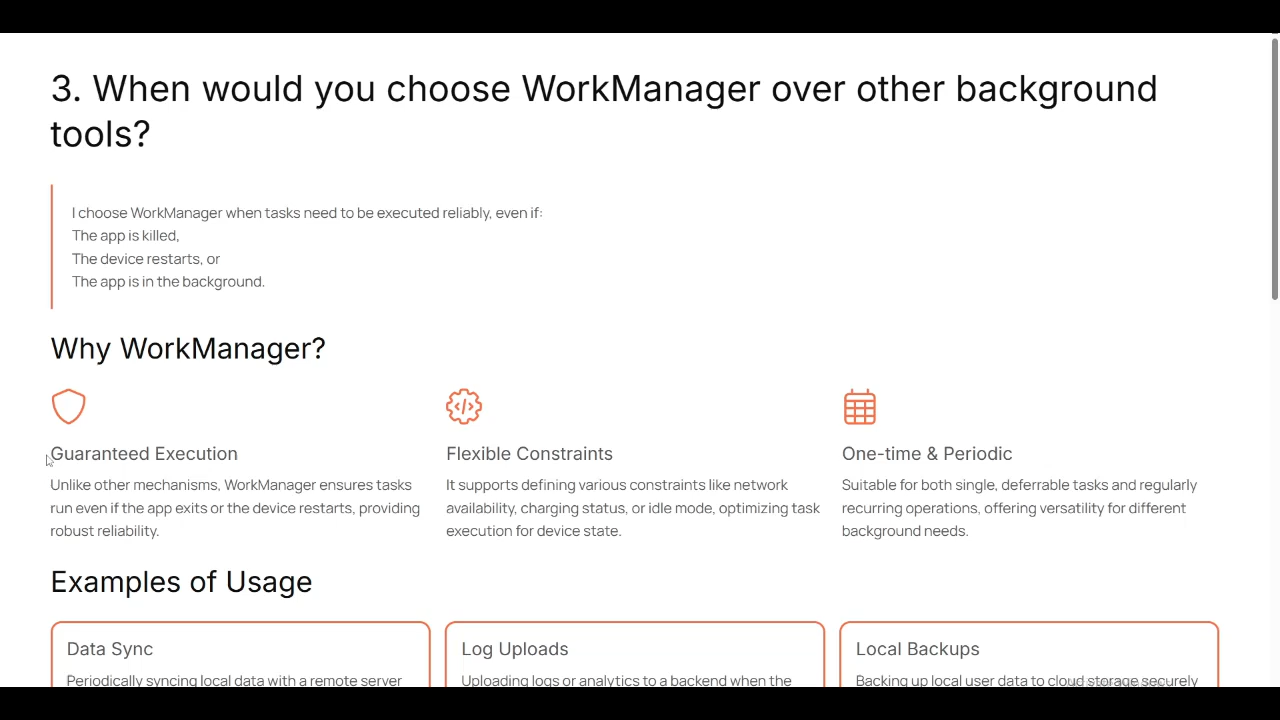 3. When would you choose WorkManager over other background
tools?
I choose WorkManager when tasks need to be executed reliably, even if:
The app is killed,
The device restarts, or
The app is in the background.
Why WorkManager?
Guaranteed Execution
Unlike other mechanisms, WorkManager ensures tasks
run even if the app exits or the device restarts, providing
robust reliability.
Flexible Constraints
It supports defining various constraints like network
availability, charging status, or idle mode, optimizing task
execution for device state.
One-time & Periodic
Suitable for both single, deferrable tasks and regularly
recurring operations, offering versatility for different
background needs.
Examples of Usage
Data Sync
Periodically syncing local data with a remote server
Log Uploads
Uploading logs or analytics to a backend when the
Local Backups
Backing up local user data to cloud storage securely